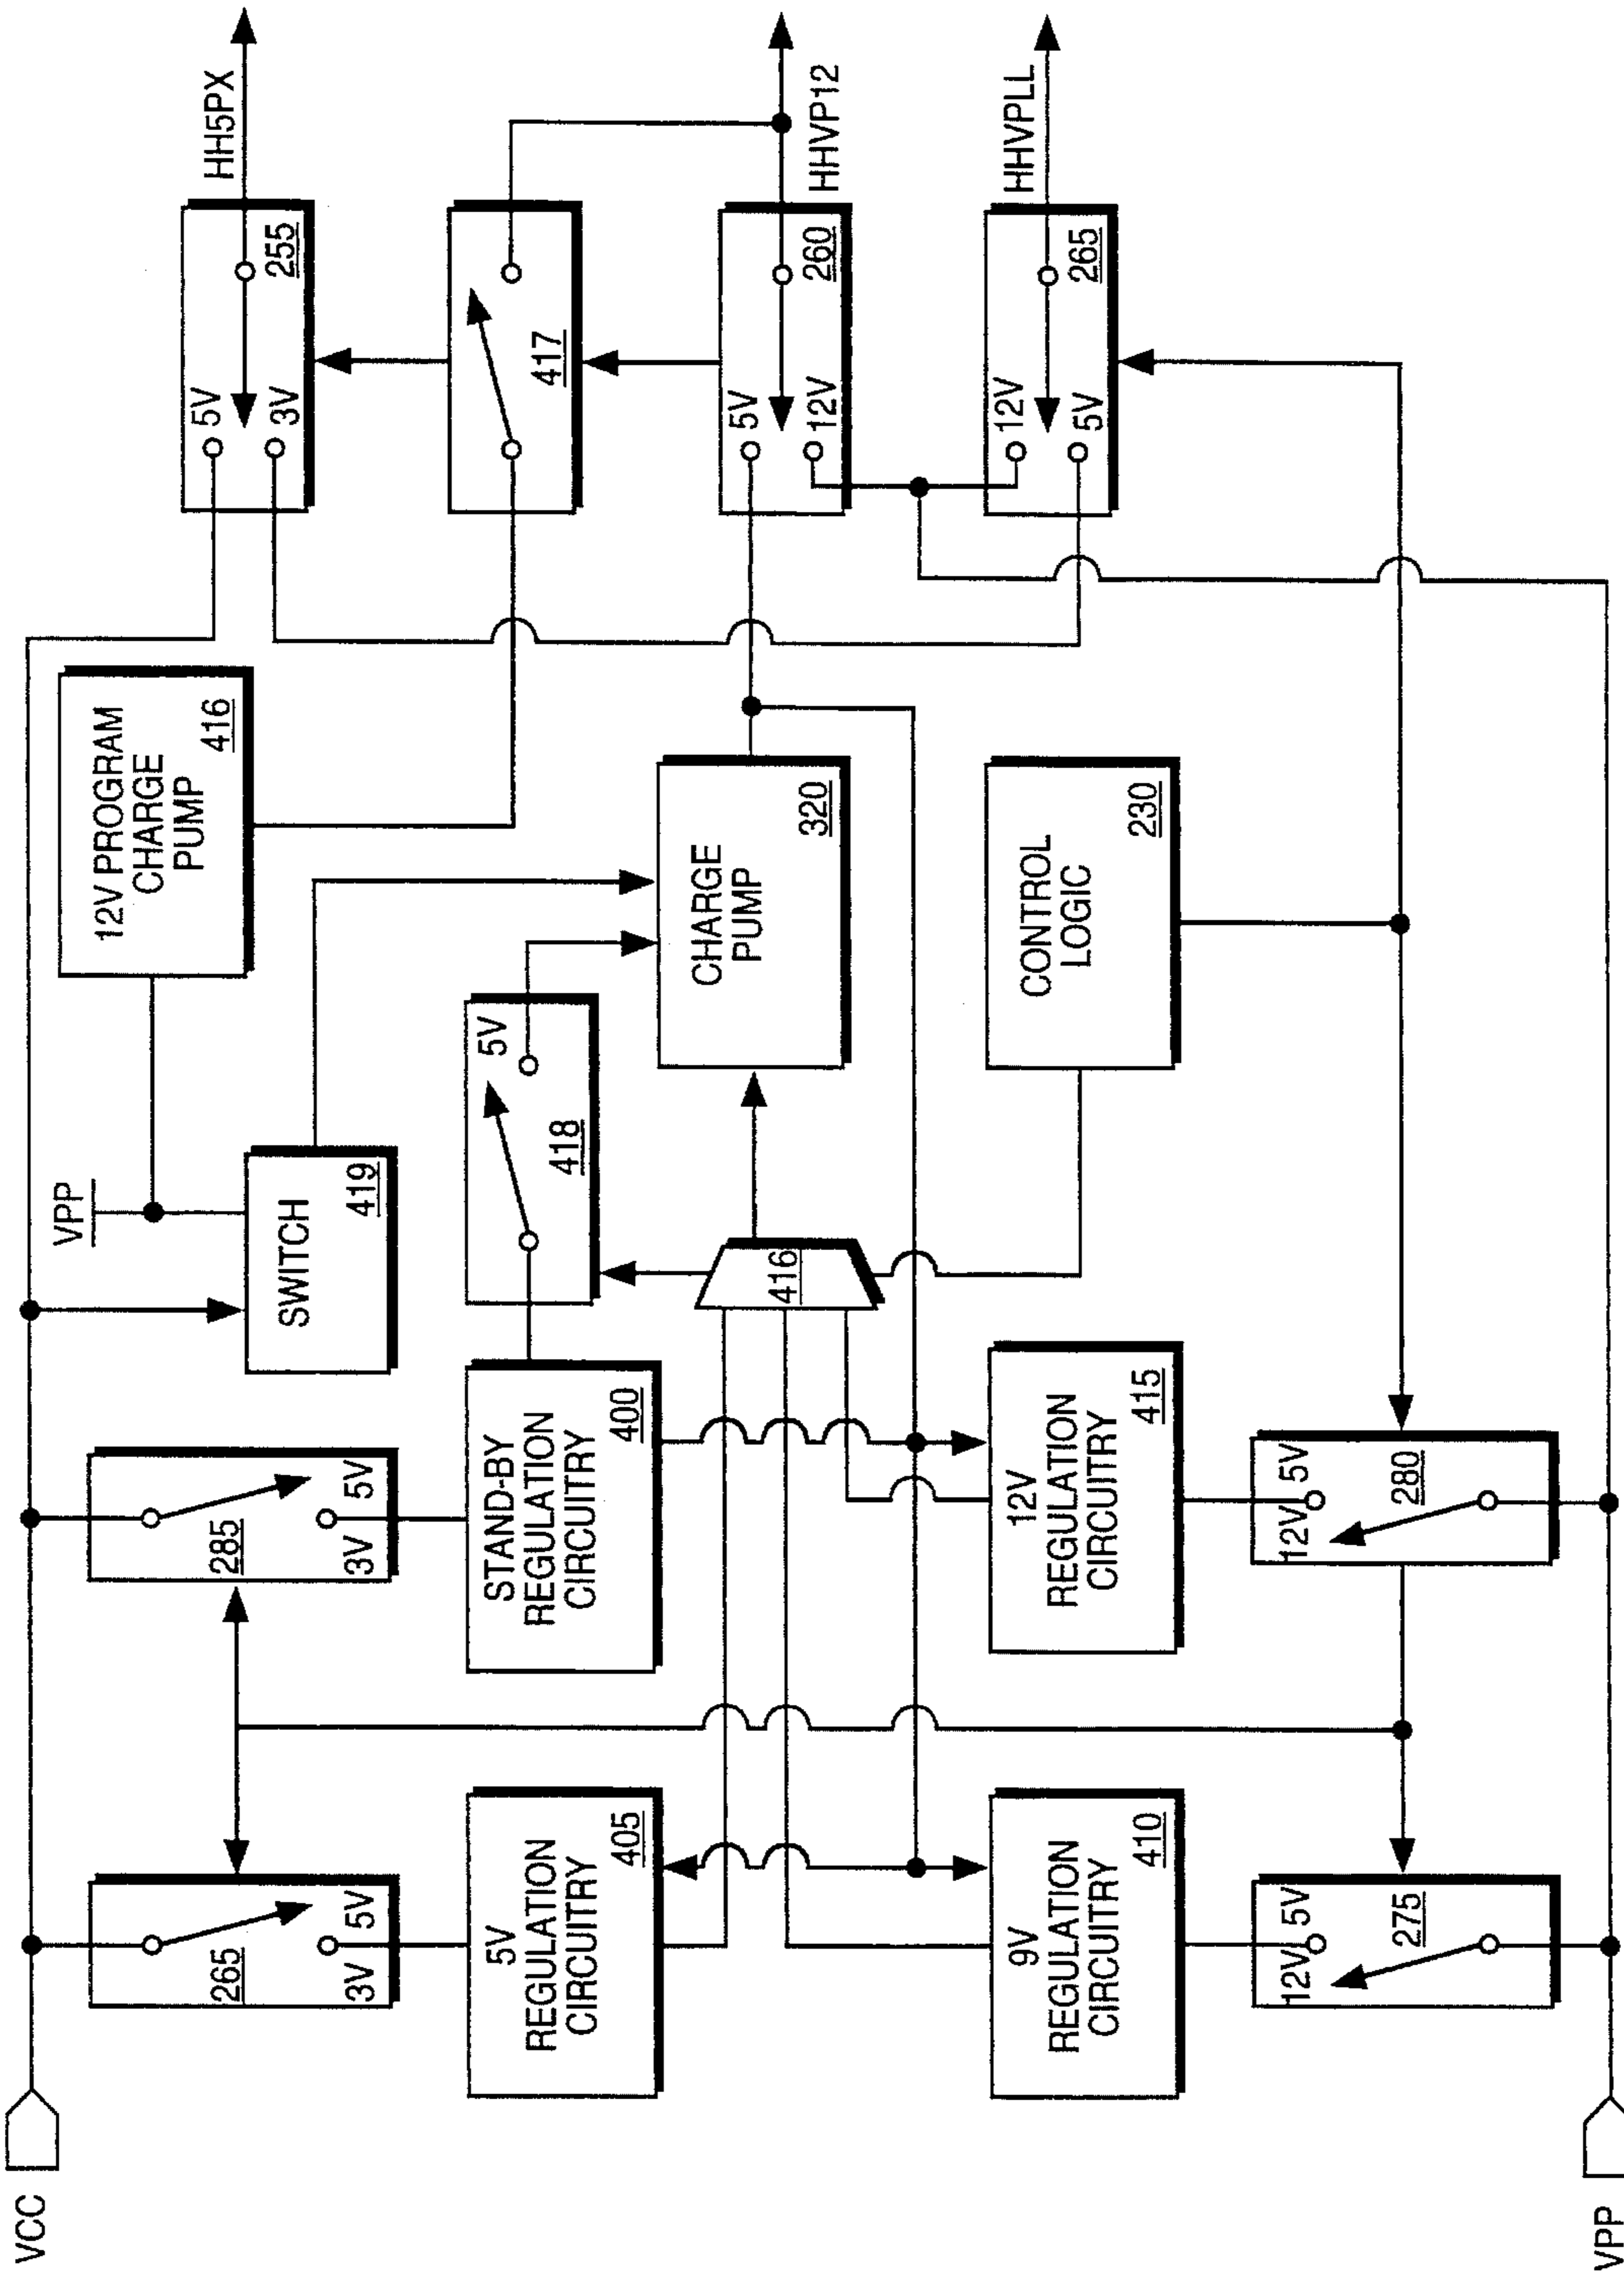 VCC
265
3V 5V
285
3V 5V
SWITCH
419
VPP
12V PROGRAM
CHARGE
PUMP
416
5V
3V
255
HH5PX
5V
REGULATION
CIRCUITRY
405
STAND-BY
REGULATION
CIRCUITRY
400
418
5V
417
416
CHARGE
PUMP
320
5V
12V
260
HHVP12
9V
REGULATION
CIRCUITRY
410
12V
REGULATION
CIRCUITRY
415
CONTROL
LOGIC
230
12V
5V
265
HHVPLL
12V 5V
275
12V 5V
280
VPP